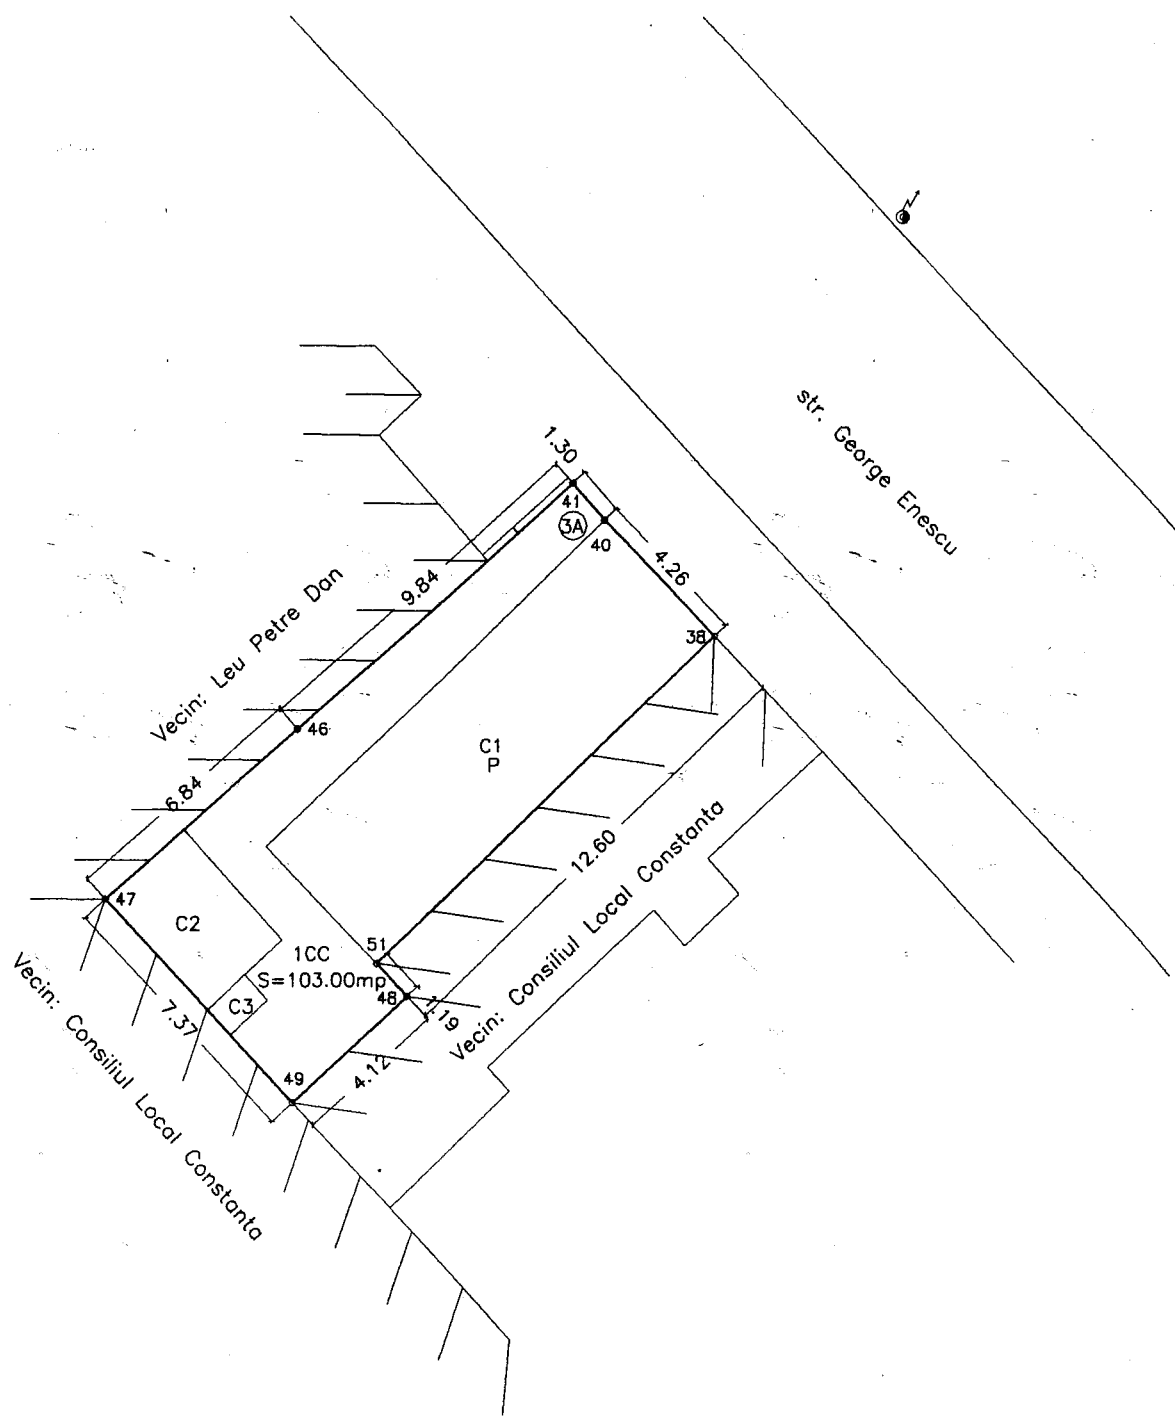 str. George Enescu
1.30
41
3A
40
4.26
38
9.84
Vecin: Leu Petre Dan
46
C1
P
6.84
12.60
47
C2
51
1CC
S=103.00mp
48
C3
1.19
Vecin: Consiliul Local Constanta
7.37
4.12
49
Vecin: Consiliul Local Constanta